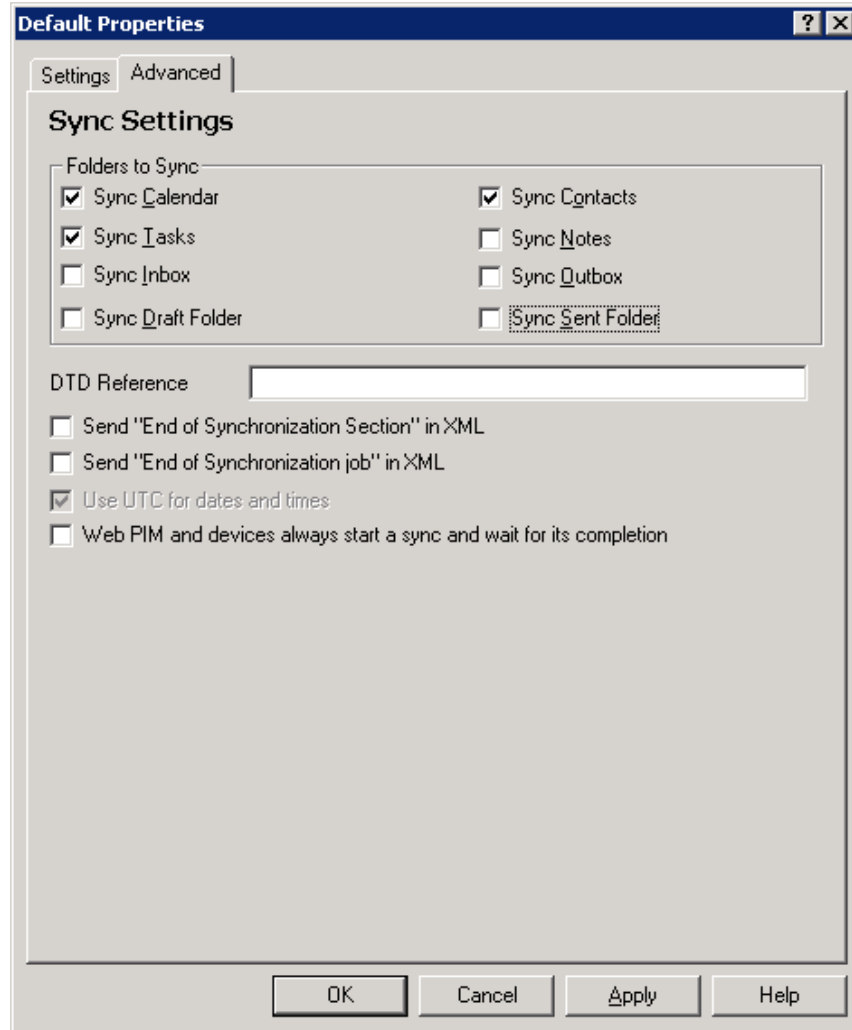 Default Properties
Settings Advanced
Sync Settings
Folders to Sync
Sync Calendar Sync Contacts
Sync Tasks Sync Notes
Sync Inbox Sync Outbox
Sync Draft Folder Sync Sent Folder
DTD Reference
Send "End of Synchronization Section" in XML
Send "End of Synchronization job" in XML
Use UTC for dates and times
Web PIM and devices always start a sync and wait for its completion
OK Cancel Apply Help